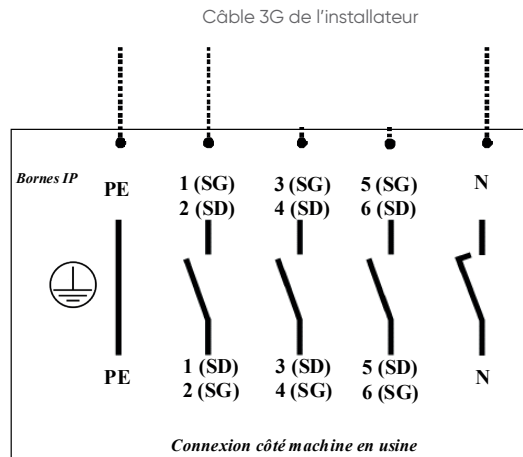 Câble 3G de l’installateur
Bornes IP
PE
1 (SG)
2 (SD)
3 (SG)
4 (SD)
5 (SG)
6 (SD)
N
PE
1 (SD)
2 (SG)
3 (SD)
4 (SG)
5 (SD)
6 (SG)
N
Connexion côté machine en usine